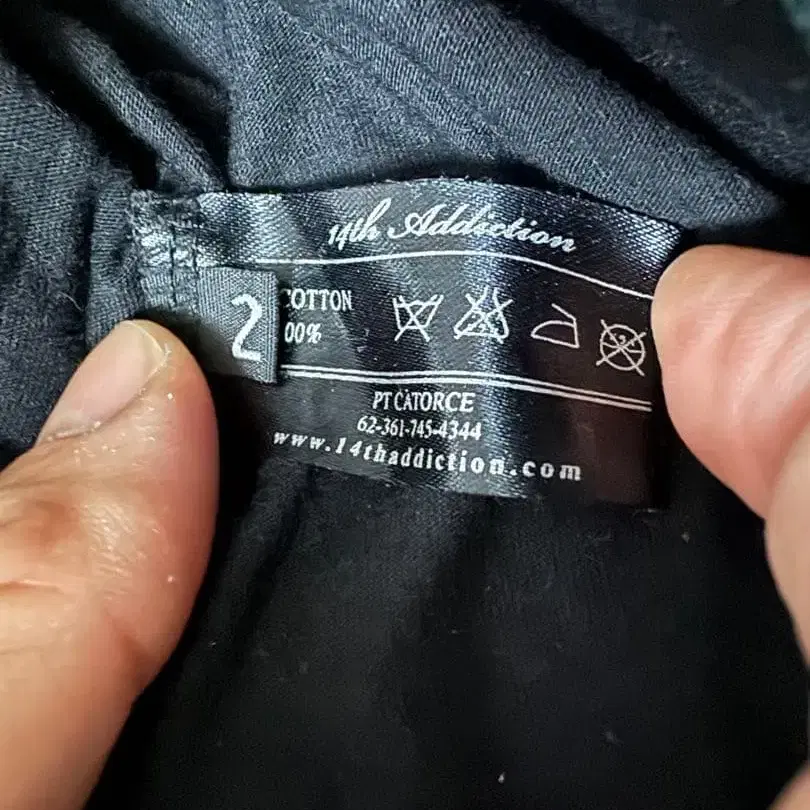 14th Addiction
2
COTTON
00%
PT CATORCE
62-361-745-4344
www.14thaddiction.com